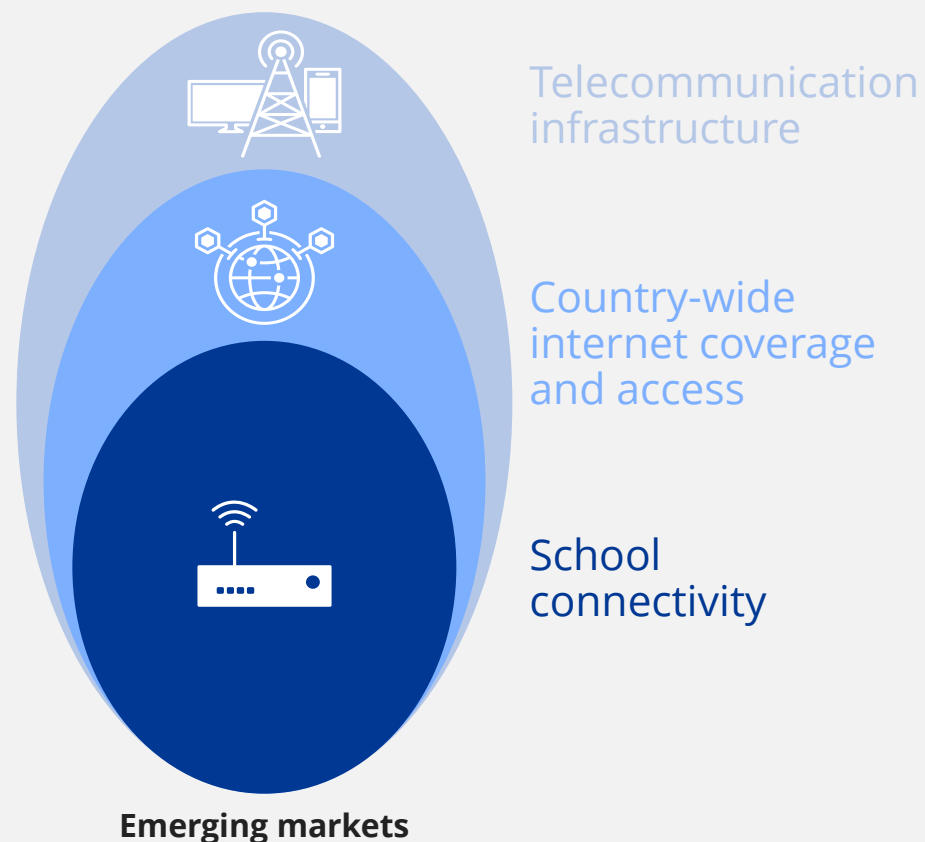 Telecommunication
infrastructure
Country-wide
internet coverage
and access
School
connectivity
Emerging markets